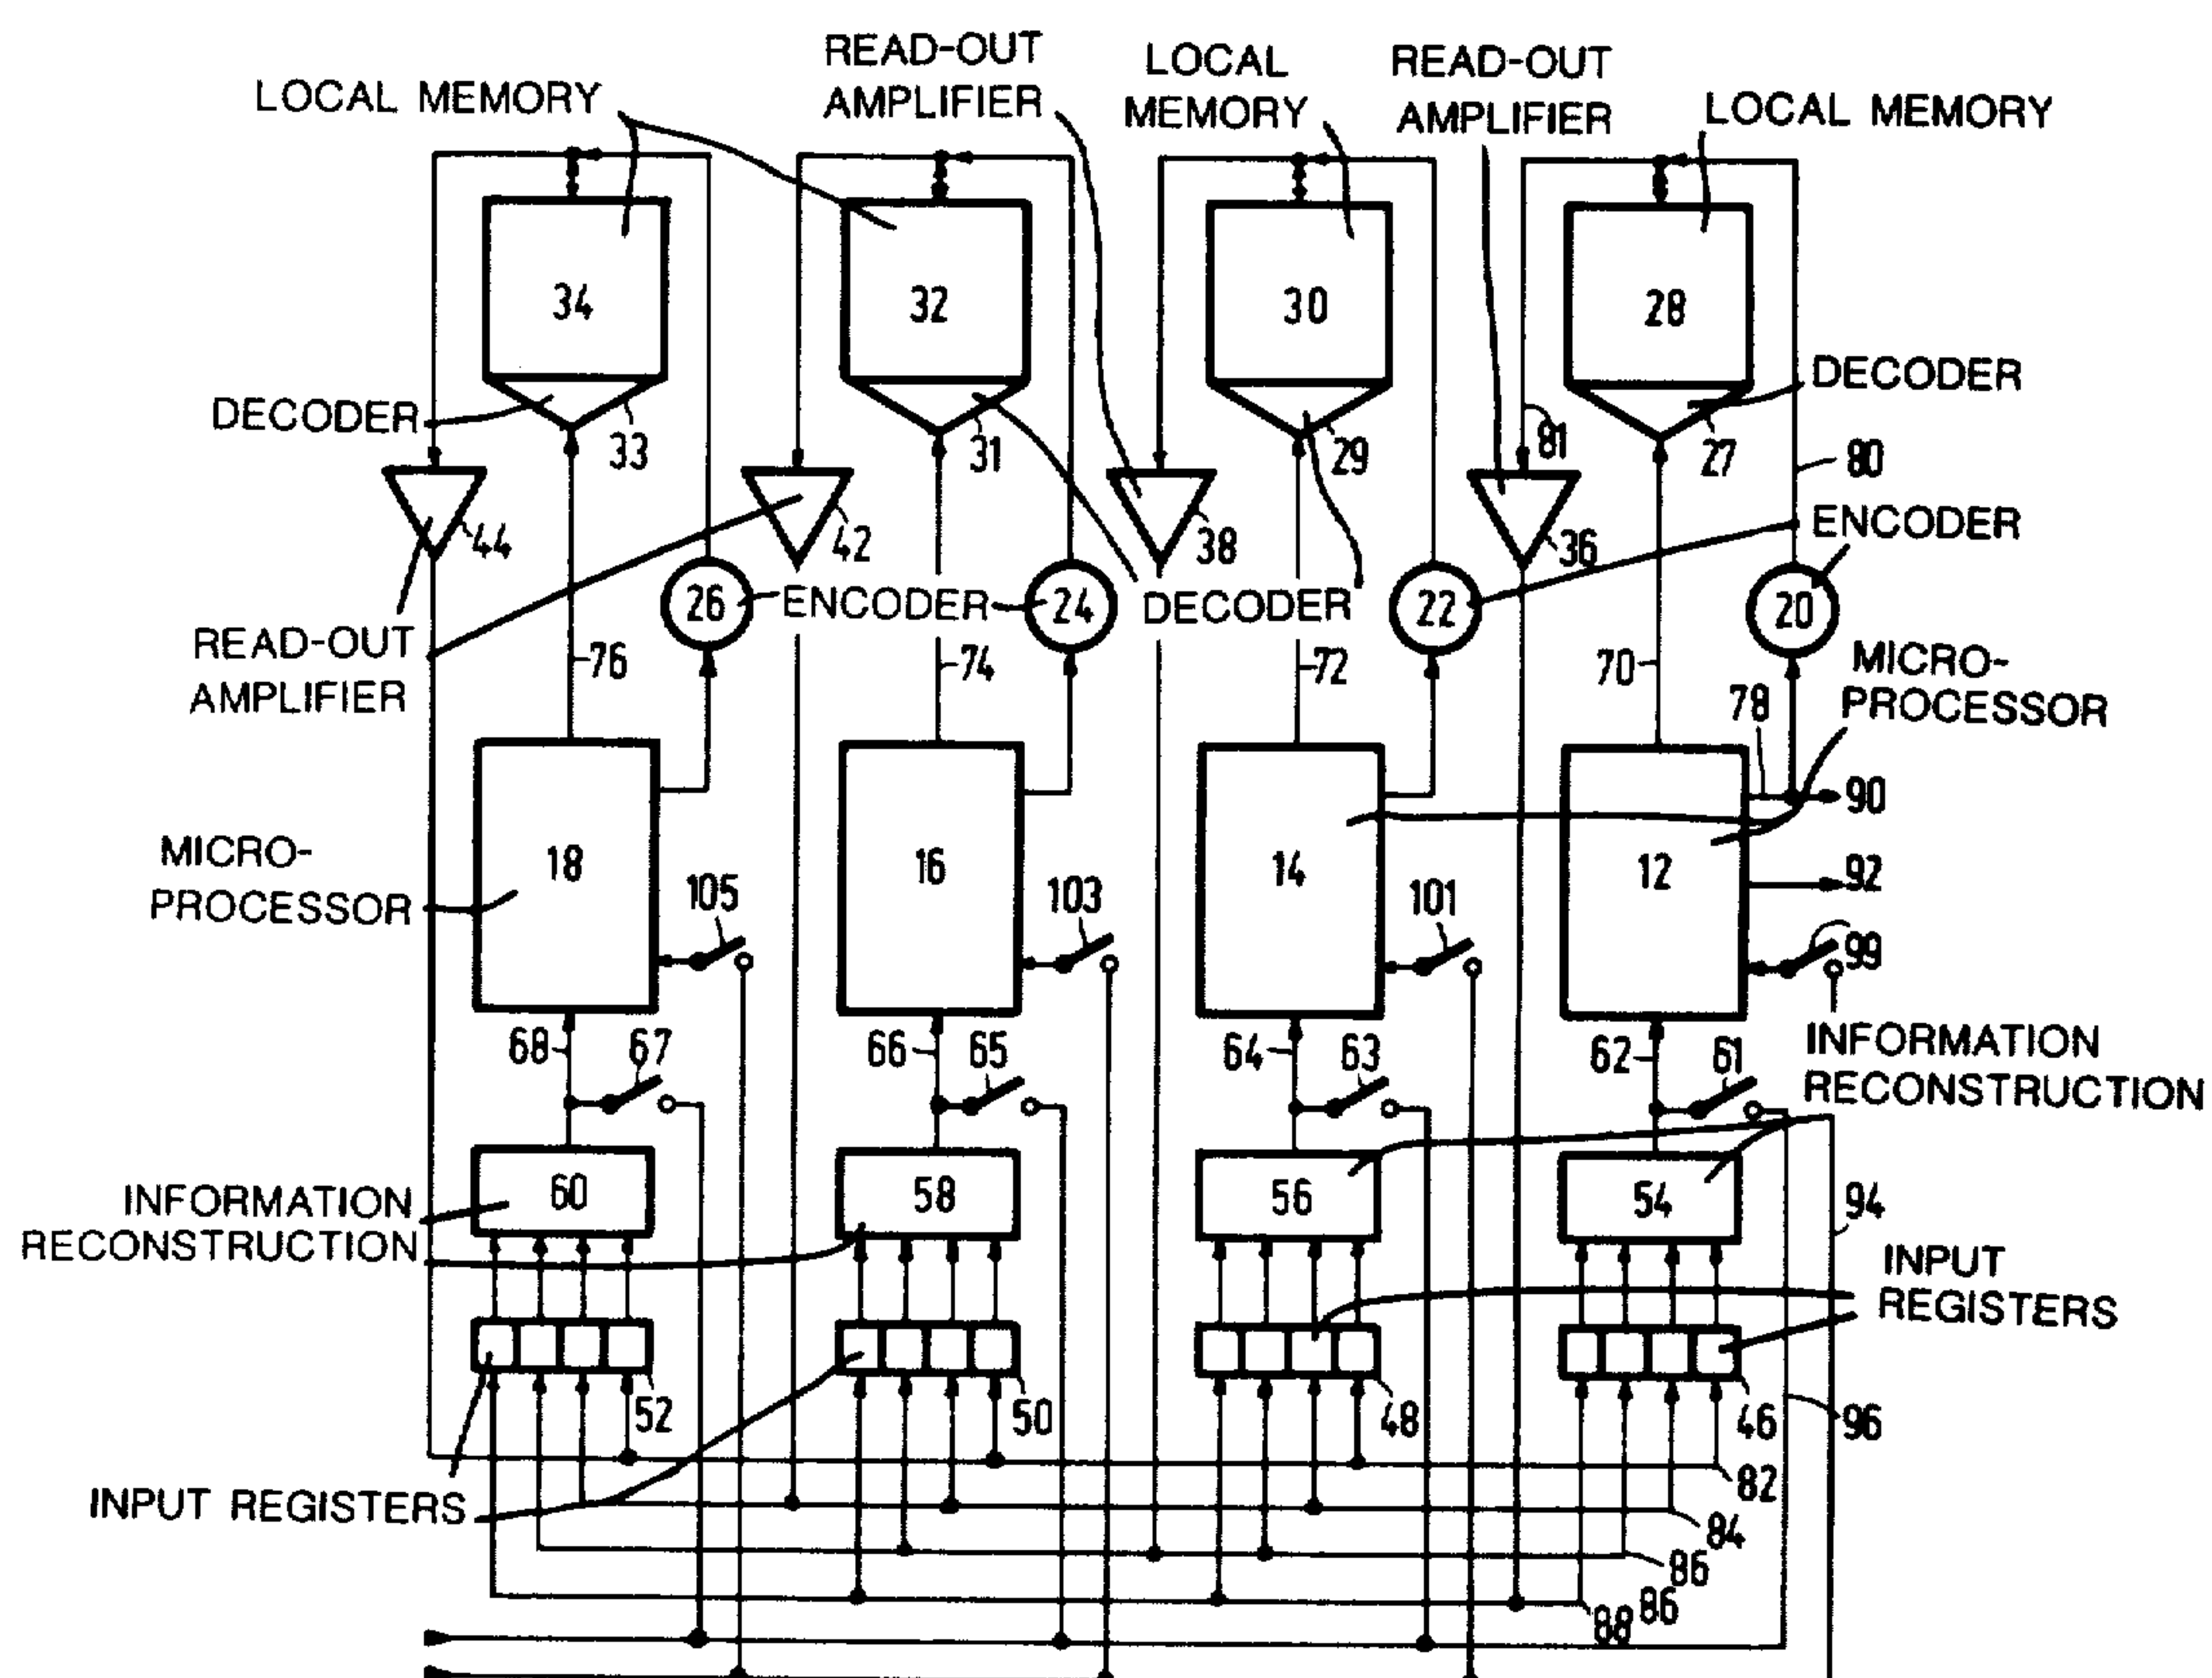 READ-OUT
AMPLIFIER
LOCAL
MEMORY
READ-OUT
AMPLIFIER
LOCAL MEMORY
LOCAL MEMORY
34
32
30
28
DECODER
DECODER
33
31
29
81
27
80
44
42
38
36
ENCODER
26
ENCODER
24
DECODER
22
20
READ-OUT
AMPLIFIER
76
74
72
70
78
MICRO-
PROCESSOR
90
MICRO-
PROCESSOR
18
16
14
12
92
105
103
101
99
68
67
66
65
64
63
62
61
INFORMATION
RECONSTRUCTION
INFORMATION
RECONSTRUCTION
60
58
56
54
94
INPUT
REGISTERS
52
50
48
46
96
INPUT REGISTERS
82
84
86
88
86